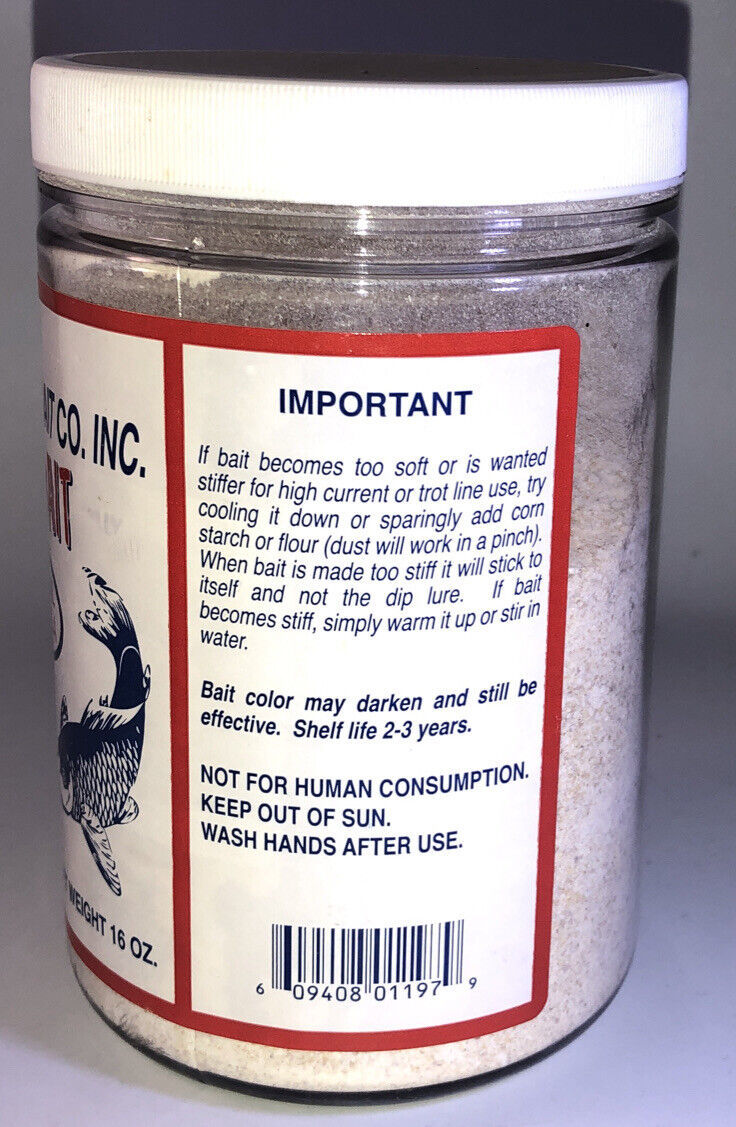 CO. INC.
IMPORTANT
If bait becomes too soft or is wanted
stiffer for high current or trot line use, try
cooling it down or sparingly add corn
starch or flour (dust will work in a pinch).
When bait is made too stiff it will stick to
itself and not the dip lure. If bait
becomes stiff, simply warm it up or stir in
water.
Bait color may darken and still be
effective. Shelf life 2-3 years.
NOT FOR HUMAN CONSUMPTION.
KEEP OUT OF SUN.
WASH HANDS AFTER USE.
WEIGHT 16 OZ.
6 09408 01197 9